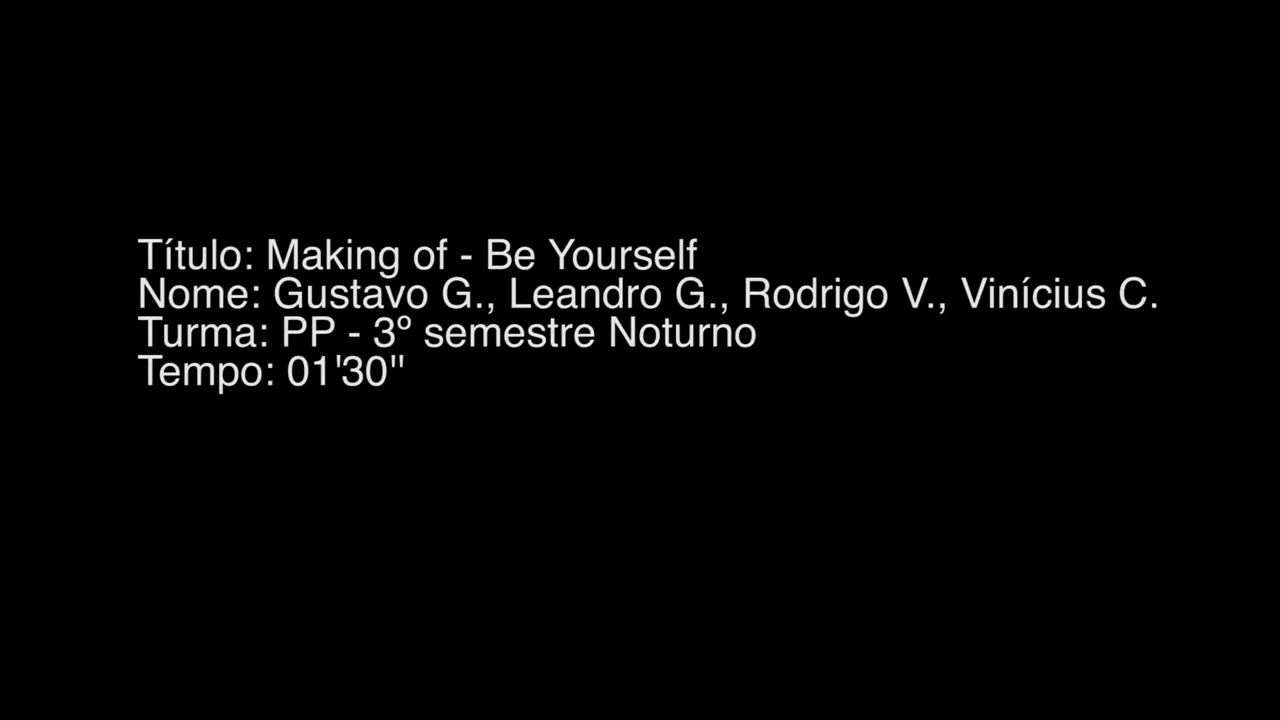 Título: Making of - Be Yourself
Nome: Gustavo G., Leandro G., Rodrigo V., Vinícius C.
Turma: PP - 3º semestre Noturno
Tempo: 01'30"